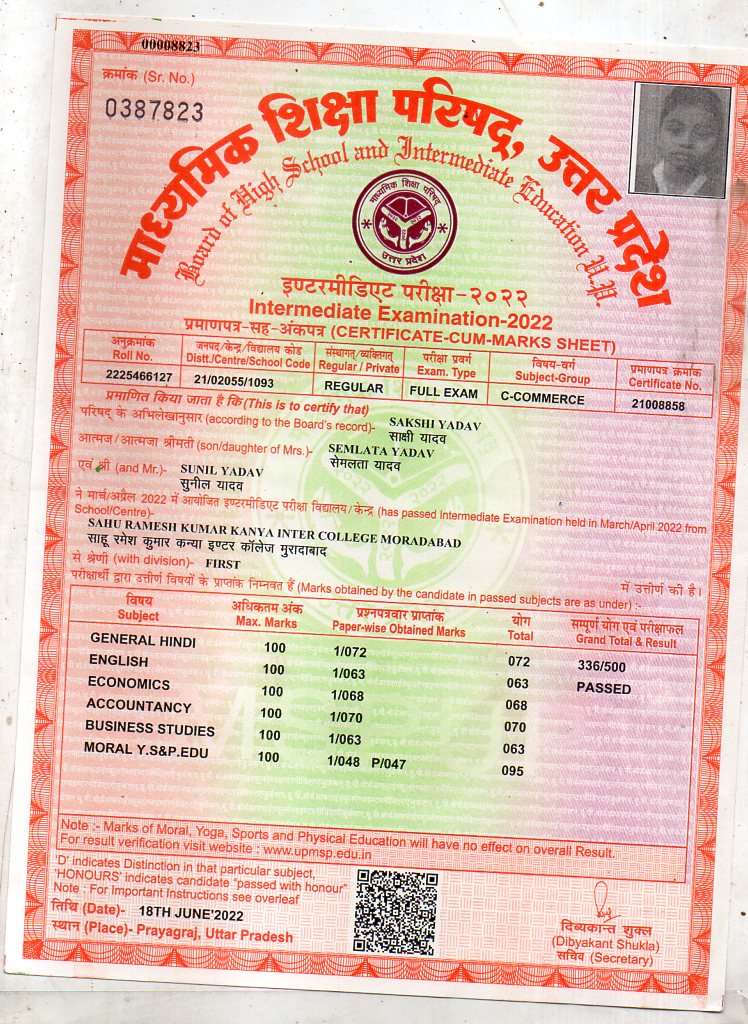 00008823
क्रमांक (Sr. No.)
0387823
माध्यमिक शिक्षा परिषद्, उत्तर प्रदेश
Board of High School and Intermediate Education U.P.
माध्यमिक शिक्षा परिषद्
उत्तर प्रदेश
इण्टरमीडिएट परीक्षा-२०२२
Intermediate Examination-2022
प्रमाणपत्र-सह-अंकपत्र (CERTIFICATE-CUM-MARKS SHEET)
अनुक्रमांक Roll No. जनपद/केन्द्र/विद्यालय कोड Distt./Centre/School Code संस्थागत/व्यक्तिगत् Regular / Private परीक्षा प्रवर्ग Exam. Type विषय-वर्ग Subject-Group प्रमाणपत्र क्रमांक Certificate No.
2225466127 21/02055/1093 REGULAR FULL EXAM C-COMMERCE 21008858
प्रमाणित किया जाता है कि (This is to certify that)
परिषद् के अभिलेखानुसार (according to the Board's record)- SAKSHI YADAV
साक्षी यादव
आत्मज/आत्मजा श्रीमती (son/daughter of Mrs.)- SEMLATA YADAV
सेमलता यादव
एवं श्री (and Mr.)- SUNIL YADAV
सुनील यादव
ने मार्च/अप्रैल 2022 में आयोजित इण्टरमीडिएट परीक्षा विद्यालय/केन्द्र (has passed Intermediate Examination held in March/April 2022 from
School/Centre)-
SAHU RAMESH KUMAR KANYA INTER COLLEGE MORADABAD
साहू रमेश कुमार कन्या इण्टर कॉलेज मुरादाबाद
से श्रेणी (with division)- FIRST में उत्तीर्ण की है।
परीक्षार्थी द्वारा उत्तीर्ण विषयों के प्राप्तांक निम्नवत हैं (Marks obtained by the candidate in passed subjects are as under) :-
विषय अधिकतम अंक प्रश्नपत्रवार प्राप्तांक योग सम्पूर्ण योग एवं परीक्षाफल
Subject Max. Marks Paper-wise Obtained Marks Total Grand Total & Result
GENERAL HINDI 100 1/072 072 336/500
ENGLISH 100 1/063 063 PASSED
ECONOMICS 100 1/068 068
ACCOUNTANCY 100 1/070 070
BUSINESS STUDIES 100 1/063 063
MORAL Y.S&P.EDU 100 1/048 P/047 095
Note :- Marks of Moral, Yoga, Sports and Physical Education will have no effect on overall Result.
For result verification visit website : www.upmsp.edu.in
'D' indicates Distinction in that particular subject,
'HONOURS' indicates candidate "passed with honour"
Note : For Important Instructions see overleaf
तिथि (Date)- 18TH JUNE'2022
स्थान (Place)- Prayagraj, Uttar Pradesh
दिब्यकान्त शुक्ल
(Dibyakant Shukla)
सचिव (Secretary)